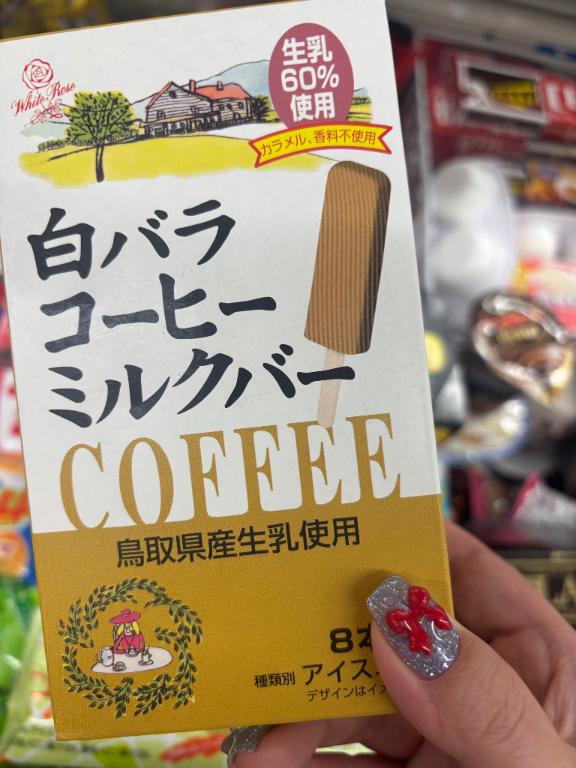 White Rose
生乳
60%
使用
カラメル、香料不使用
白バラ
コーヒー
ミルクバー
COFFEE
鳥取県産生乳使用
8本
種類別 アイス
デザインはイメ